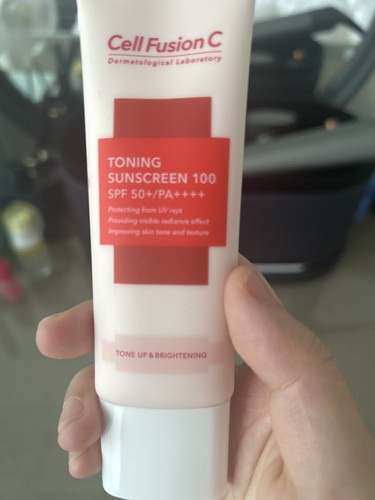 Cell Fusion C
Dermatological Laboratory
TONING
SUNSCREEN 100
SPF 50+/PA++++
Protecting from UV rays
Providing visible radiance effect
Improving skin tone and texture
TONE UP & BRIGHTENING